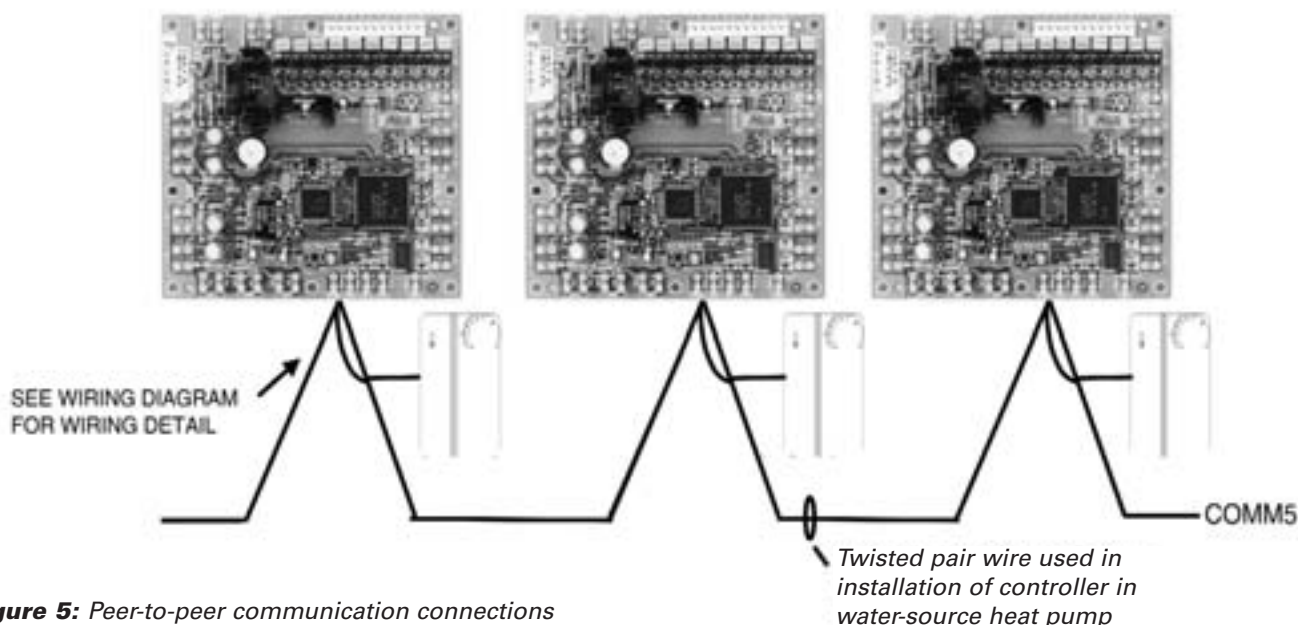 SEE WIRING DIAGRAM
FOR WIRING DETAIL
COMM5
Twisted pair wire used in
installation of controller in
water-source heat pump
gure 5: Peer-to-peer communication connections